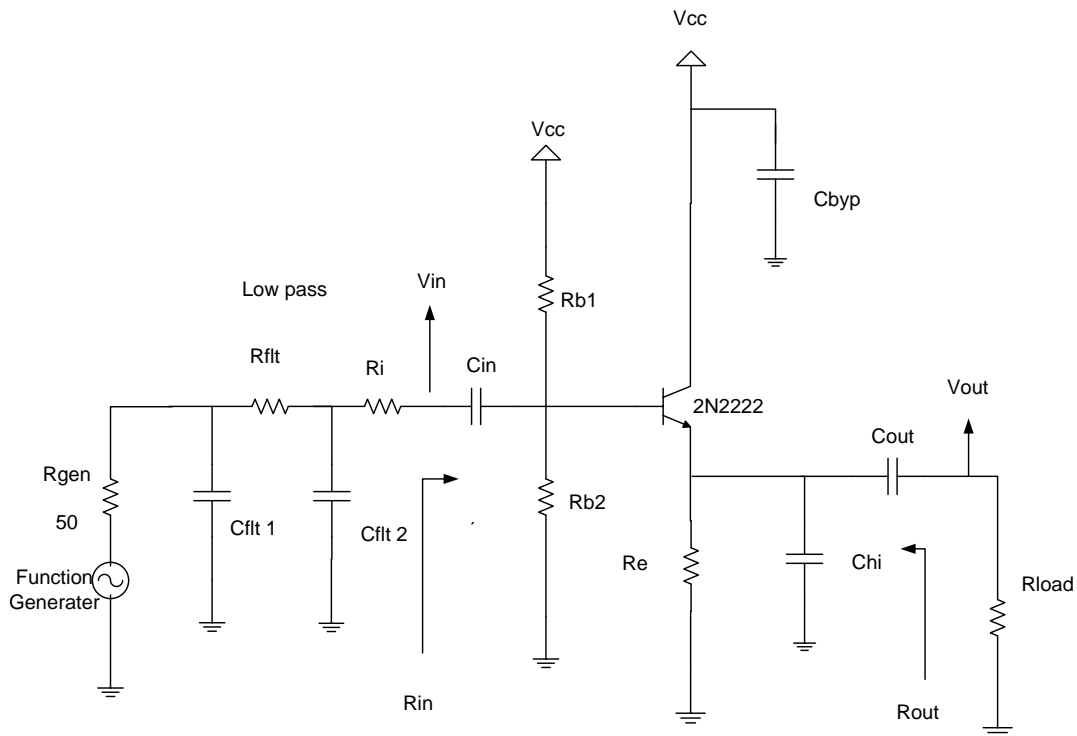 Vcc
Vcc
Cbyp
Low pass
Vin
Rb1
Rflt
Ri
Cin
2N2222
Vout
Cout
Rgen
50
Cflt 1
Cflt 2
Rb2
Function
Generater
Re
Chi
Rload
Rin
Rout